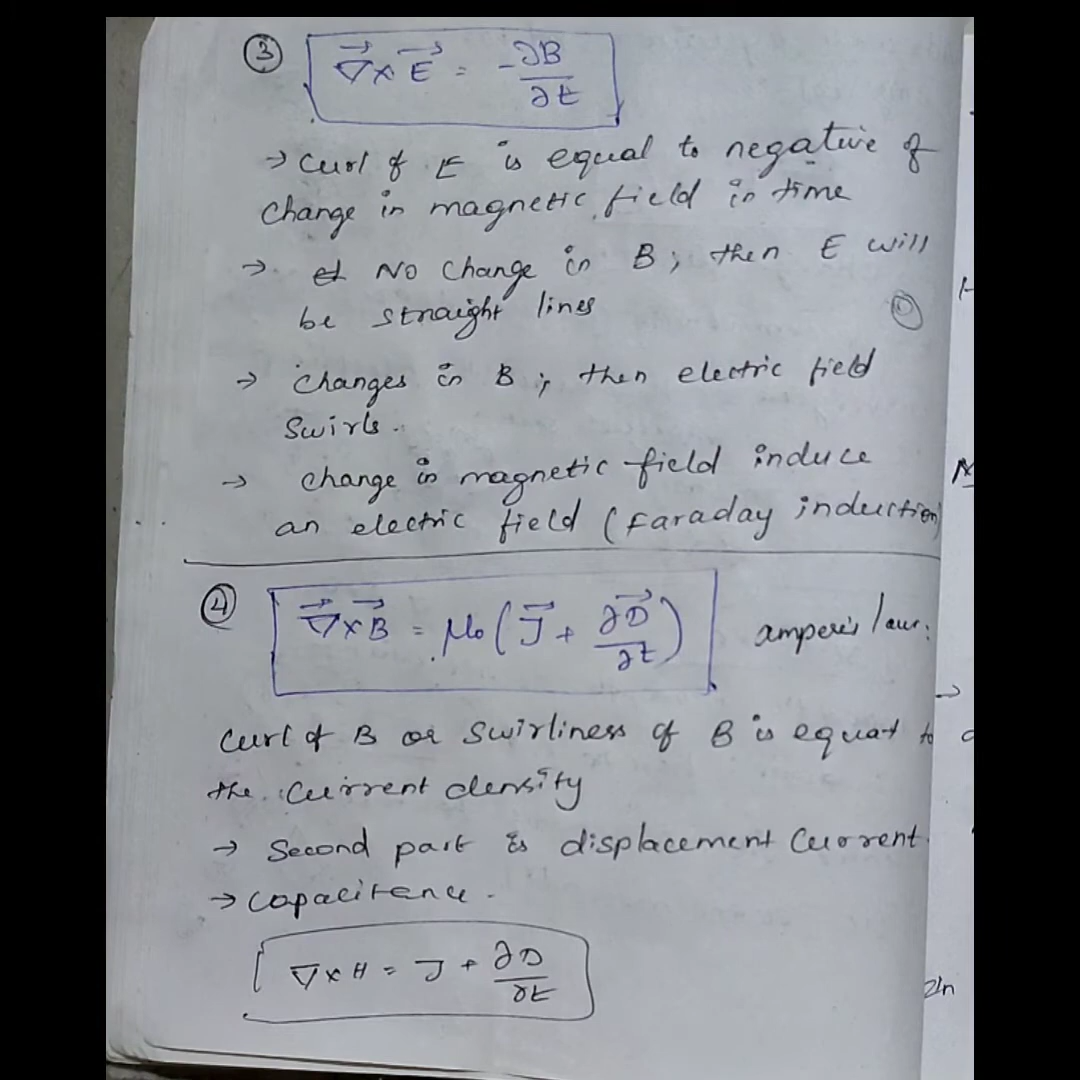 ③ ∇⃗ × E⃗ = -∂B/∂t
→ Curl of E is equal to negative of
change in magnetic field in time
→ No change in B, then E will
be straight lines
→ changes in B; then electric field
swirls.
→ change in magnetic field induce
an electric field (Faraday induction)
④ ∇⃗ × B⃗ = μ₀(J⃗ + ∂D⃗/∂t) ampere's law:
Curl of B or swirliness of B is equat to
the current density
→ Second part is displacement current
→ capacitance.
∇ × H = J + ∂D/∂t